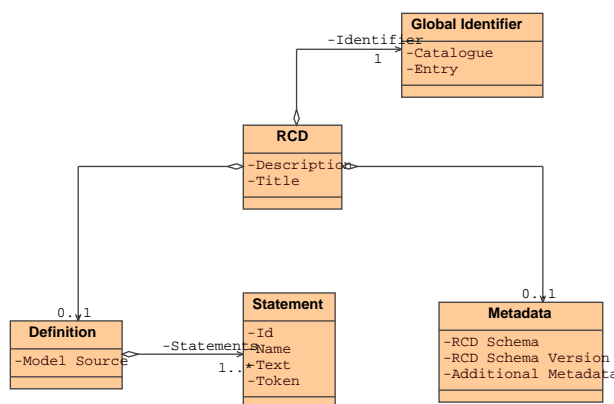 Global Identifier
-Identifier
1
-Catalogue
-Entry
RCD
-Description
-Title
0..1
0..1
Definition
-Model Source
-Statements
1..*
Statement
-Id
-Name
-Text
-Token
Metadata
-RCD Schema
-RCD Schema Version
-Additional Metadata